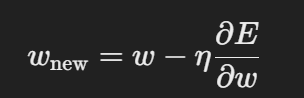 w_new = w − η ∂E/∂w